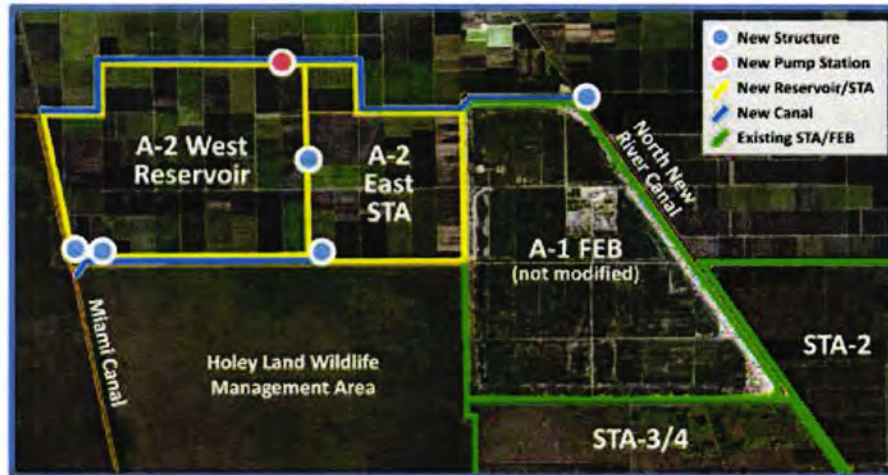 New Structure
New Pump Station
New Reservoir/STA
New Canal
Existing STA/FEB
A-2 West
Reservoir
A-2
East
STA
North New
River Canal
A-1 FEB
(not modified)
Miami Canal
Holey Land Wildlife
Management Area
STA-2
STA-3/4